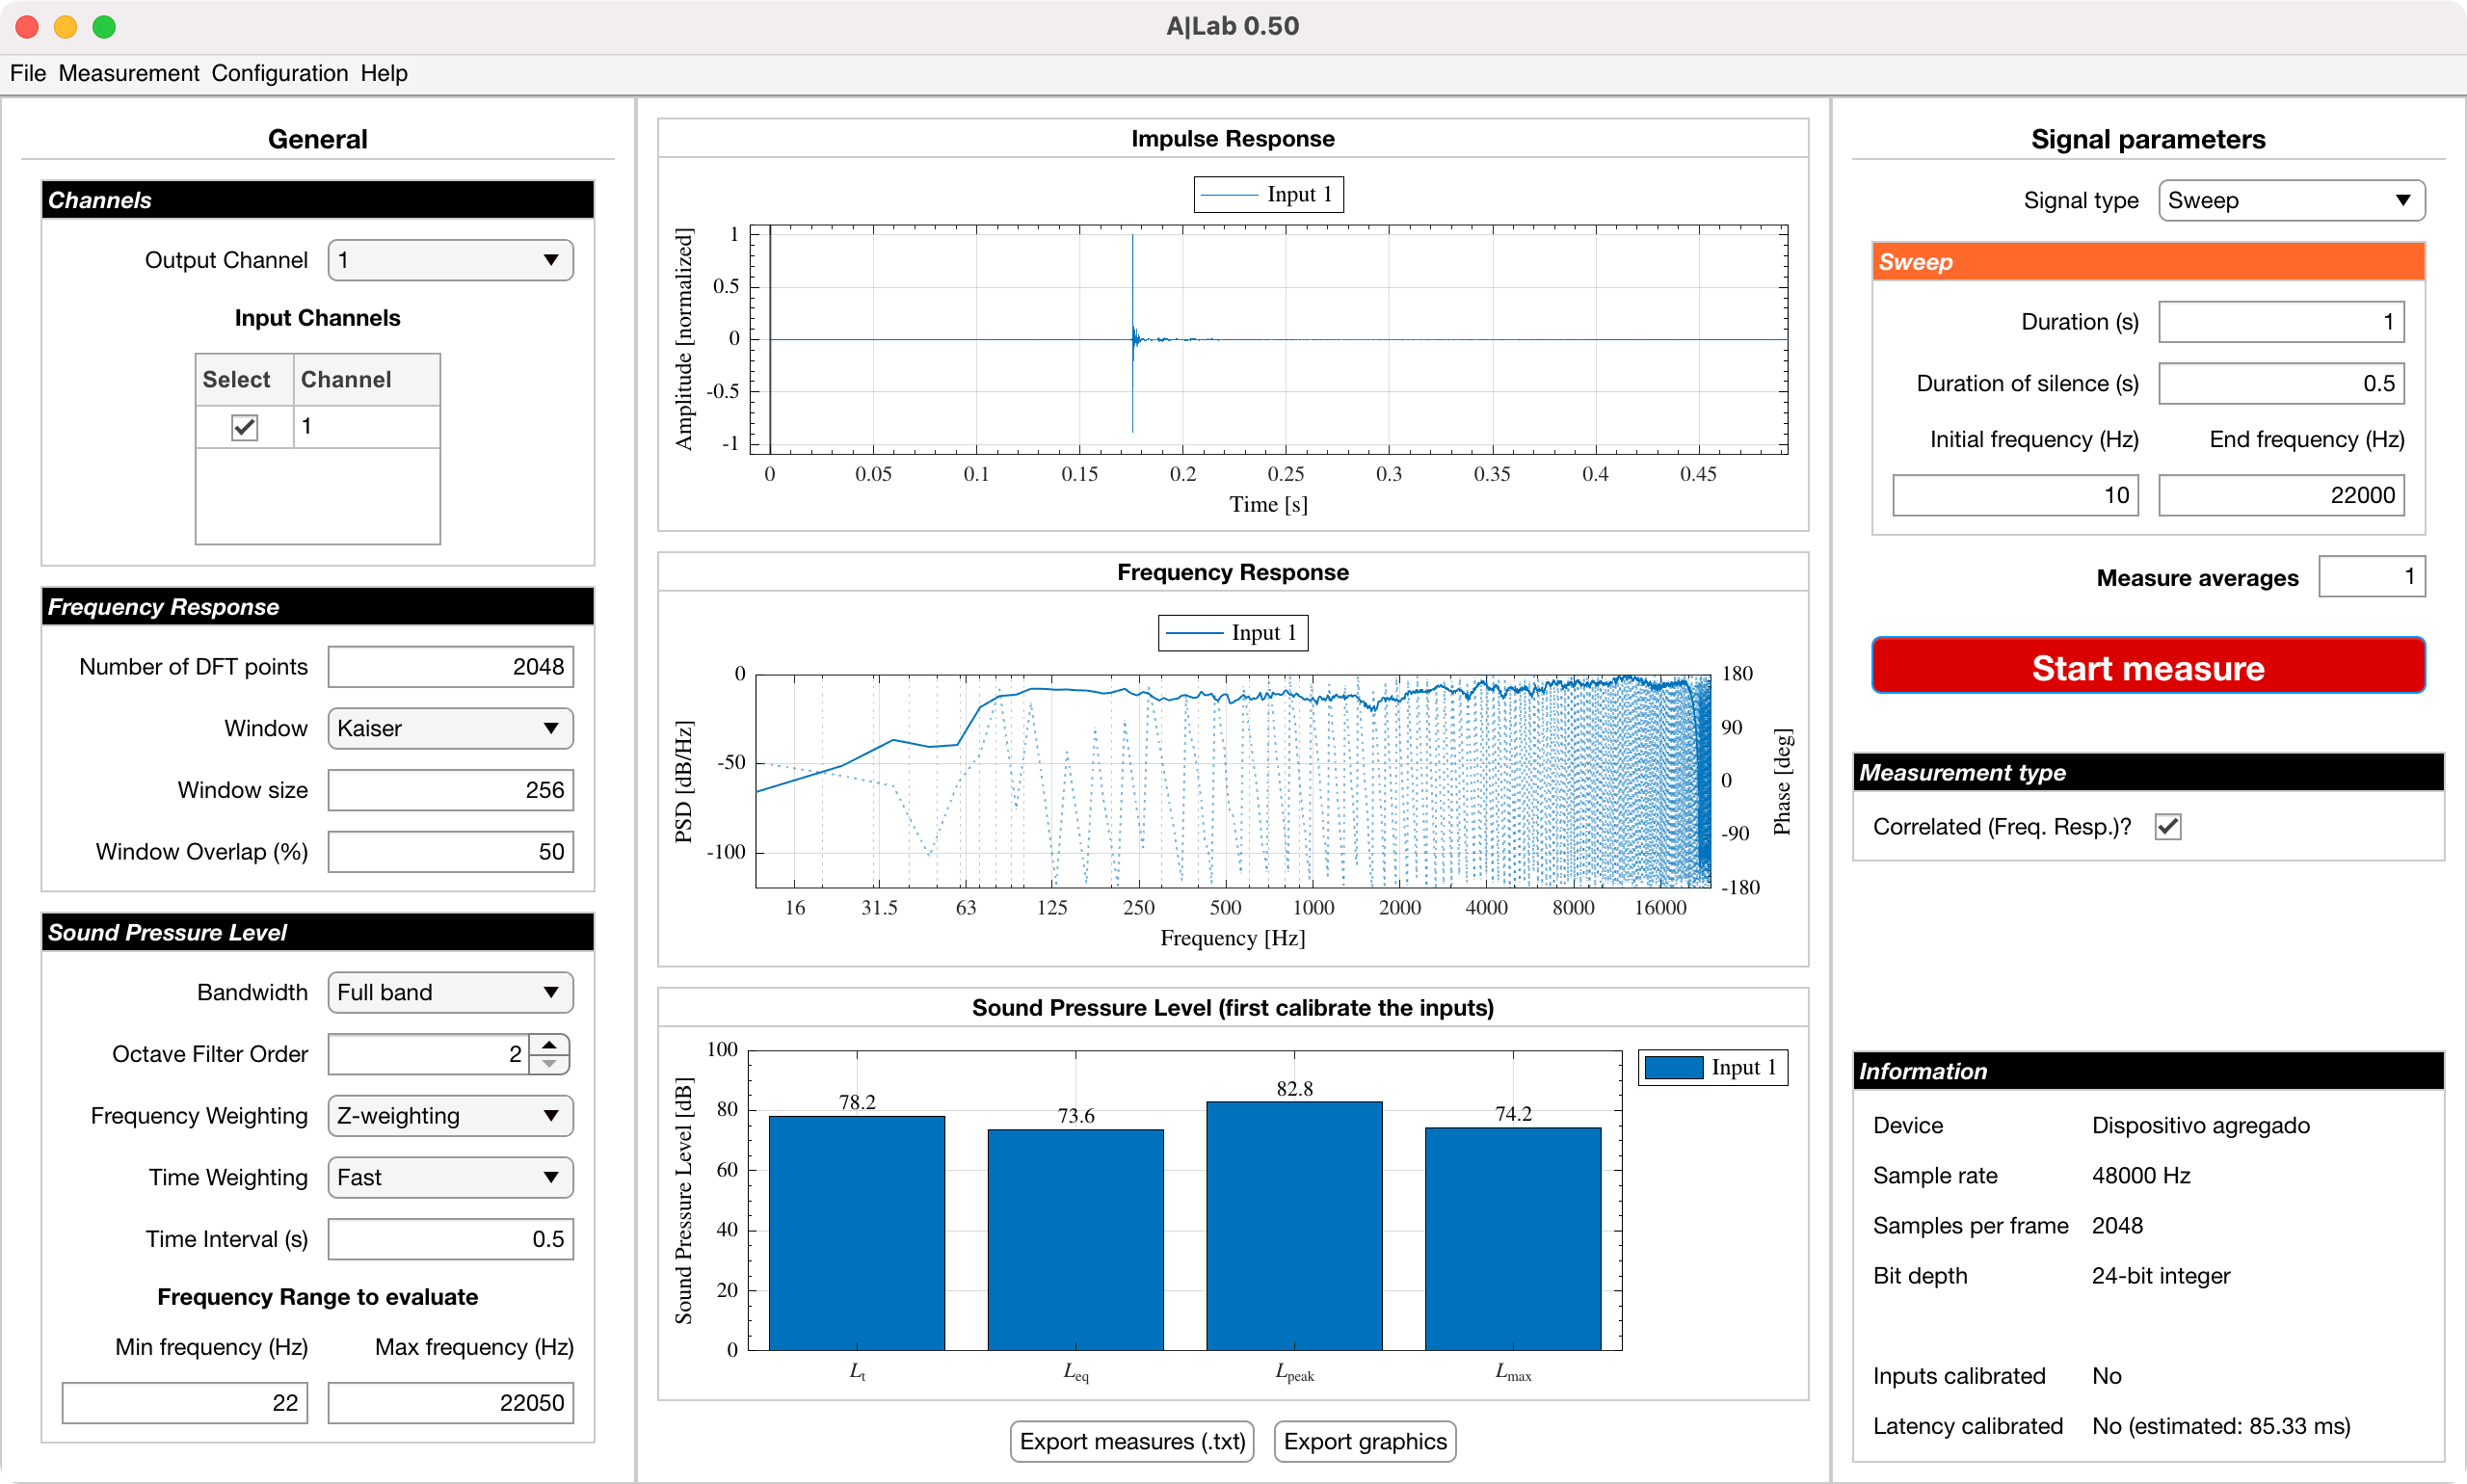 A|Lab 0.50
File Measurement Configuration Help
General
Channels
Output Channel 1
Input Channels
Select Channel
1
Frequency Response
Number of DFT points 2048
Window Kaiser
Window size 256
Window Overlap (%) 50
Sound Pressure Level
Bandwidth Full band
Octave Filter Order 2
Frequency Weighting Z-weighting
Time Weighting Fast
Time Interval (s) 0.5
Frequency Range to evaluate
Min frequency (Hz) Max frequency (Hz)
22 22050
Impulse Response
Input 1
Amplitude [normalized]
1
0.5
0
-0.5
-1
0 0.05 0.1 0.15 0.2 0.25 0.3 0.35 0.4 0.45
Time [s]
Frequency Response
Input 1
PSD [dB/Hz]
0
-50
-100
180
90
0
-90
-180
Phase [deg]
16 31.5 63 125 250 500 1000 2000 4000 8000 16000
Frequency [Hz]
Sound Pressure Level (first calibrate the inputs)
Input 1
Sound Pressure Level [dB]
100
80
60
40
20
0
78.2 73.6 82.8 74.2
Lt Leq Lpeak Lmax
Export measures (.txt) Export graphics
Signal parameters
Signal type Sweep
Sweep
Duration (s) 1
Duration of silence (s) 0.5
Initial frequency (Hz) End frequency (Hz)
10 22000
Measure averages 1
Start measure
Measurement type
Correlated (Freq. Resp.)?
Information
Device Dispositivo agregado
Sample rate 48000 Hz
Samples per frame 2048
Bit depth 24-bit integer
Inputs calibrated No
Latency calibrated No (estimated: 85.33 ms)